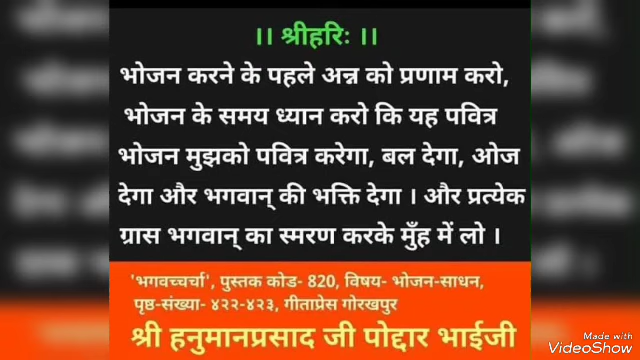 ।। श्रीहरिः ।।
भोजन करने के पहले अन्न को प्रणाम करो,
भोजन के समय ध्यान करो कि यह पवित्र
भोजन मुझको पवित्र करेगा, बल देगा, ओज
देगा और भगवान् की भक्ति देगा । और प्रत्येक
ग्रास भगवान् का स्मरण करके मुँह में लो ।
'भगवच्चर्चा', पुस्तक कोड- 820, विषय- भोजन-साधन,
पृष्ठ-संख्या- ४२२-४२३, गीताप्रेस गोरखपुर
श्री हनुमानप्रसाद जी पोद्दार भाईजी
Made with
VideoShow